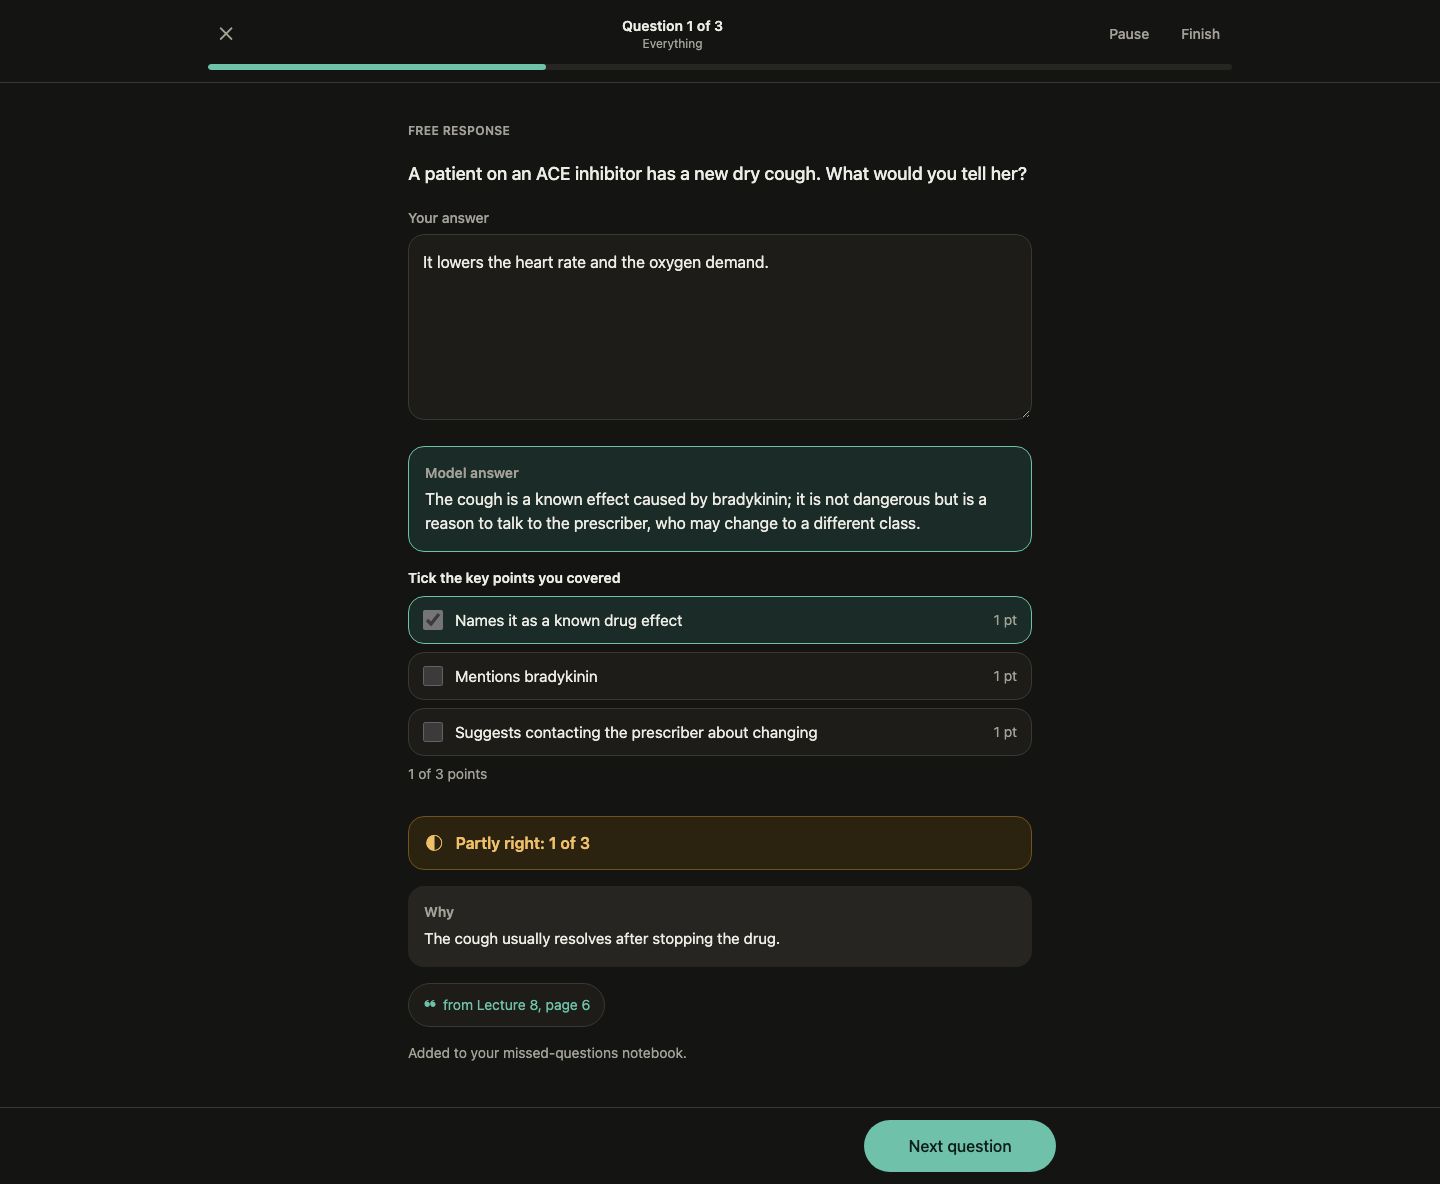 Question 1 of 3
Everything
Pause
Finish
FREE RESPONSE
A patient on an ACE inhibitor has a new dry cough. What would you tell her?
Your answer
It lowers the heart rate and the oxygen demand.
Model answer
The cough is a known effect caused by bradykinin; it is not dangerous but is a
reason to talk to the prescriber, who may change to a different class.
Tick the key points you covered
Names it as a known drug effect 1 pt
Mentions bradykinin 1 pt
Suggests contacting the prescriber about changing 1 pt
1 of 3 points
Partly right: 1 of 3
Why
The cough usually resolves after stopping the drug.
❝ from Lecture 8, page 6
Added to your missed-questions notebook.
Next question